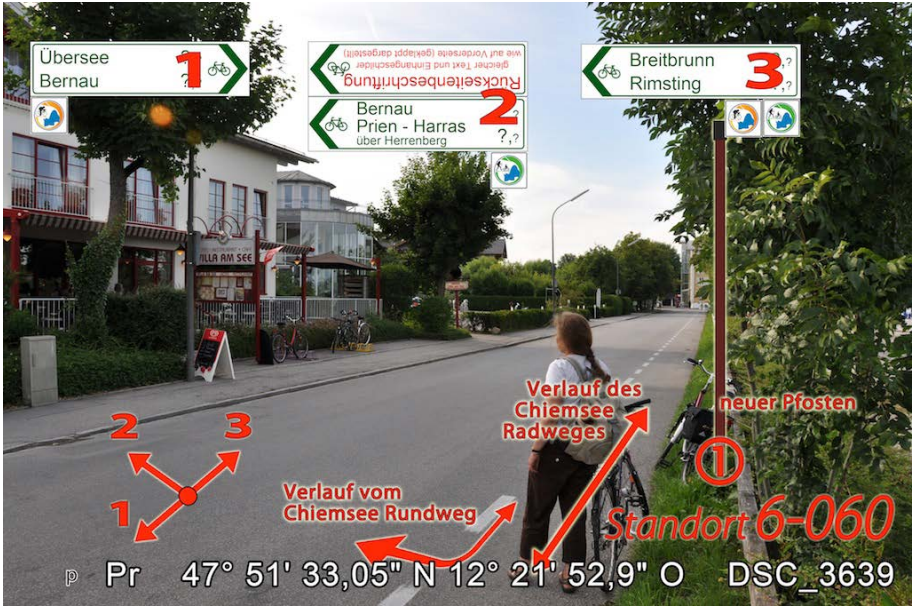 Übersee
Bernau ?
1
Rückseitenbeschriftung
gleicher Text und Einhängeschilder
wie auf Vorderseite (geklappt dargestellt)
Bernau
Prien - Harras
über Herrenberg ?,?
2
Breitbrunn ?,?
Rimsting ?,?
3
VILLA AM SEE
Verlauf des
Chiemsee
Radweges
neuer Pfosten
1
2
3
1
Verlauf vom
Chiemsee Rundweg
Standort 6-060
p Pr 47° 51' 33,05" N 12° 21' 52,9" O DSC_3639